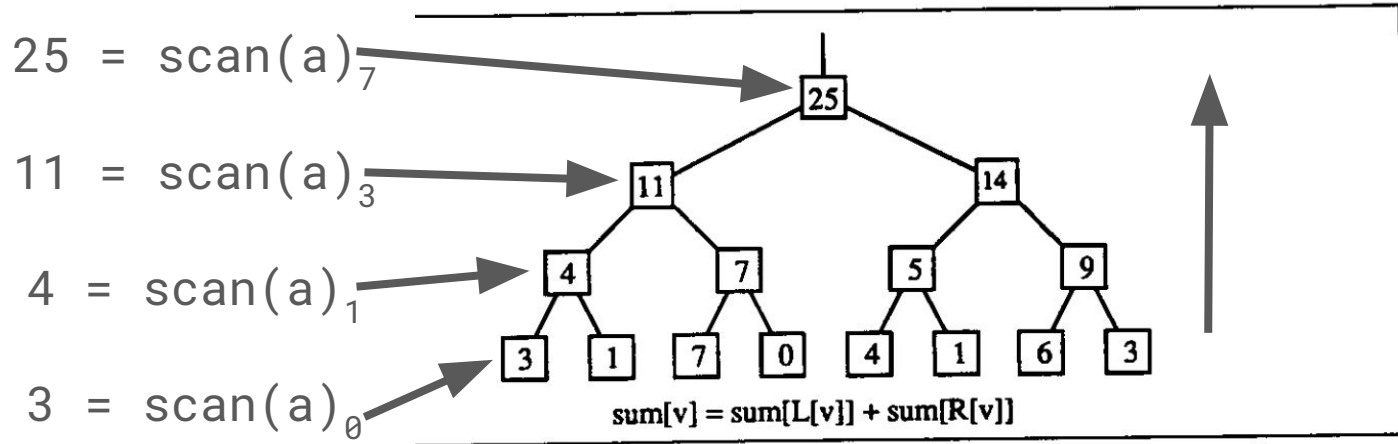 25 = scan(a)₇
25
11 = scan(a)₃
11 14
4 = scan(a)₁
4 7 5 9
3 1 7 0 4 1 6 3
3 = scan(a)₀
sum[v] = sum[L[v]] + sum[R[v]]